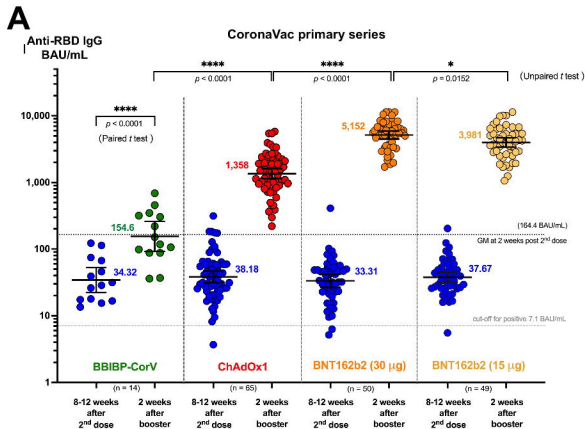 A
CoronaVac primary series
Anti-RBD IgG
BAU/mL
**** **** *
p < 0.0001 p < 0.0001 p = 0.0152 (Unpaired t test)
****
p < 0.0001
(Paired t test)
10,000
1,000
100
10
1
34.32
154.6
38.18
1,358
33.31
5,152
37.67
3,981
(164.4 BAU/mL)
GM at 2 weeks post 2nd dose
cut-off for positive 7.1 BAU/mL
BBIBP-CorV ChAdOx1 BNT162b2 (30 µg) BNT162b2 (15 µg)
(n = 14) (n = 65) (n = 50) (n = 49)
8-12 weeks 2 weeks 8-12 weeks 2 weeks 8-12 weeks 2 weeks 8-12 weeks 2 weeks
after after after after after after after after
2nd dose booster 2nd dose booster 2nd dose booster 2nd dose booster